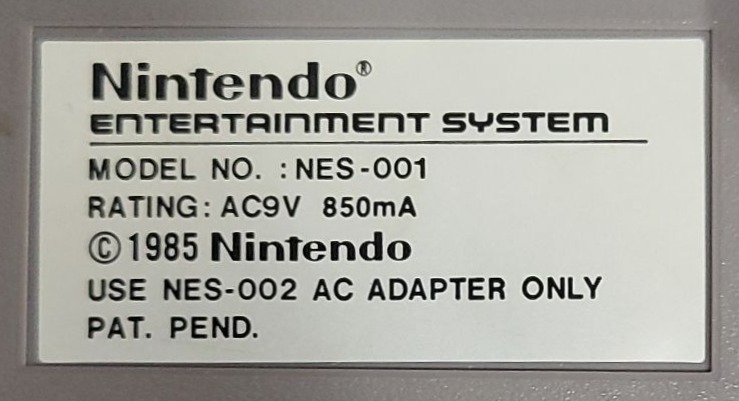 Nintendo®
ENTERTAINMENT SYSTEM
MODEL NO. : NES-001
RATING: AC9V 850mA
©1985 Nintendo
USE NES-002 AC ADAPTER ONLY
PAT. PEND.